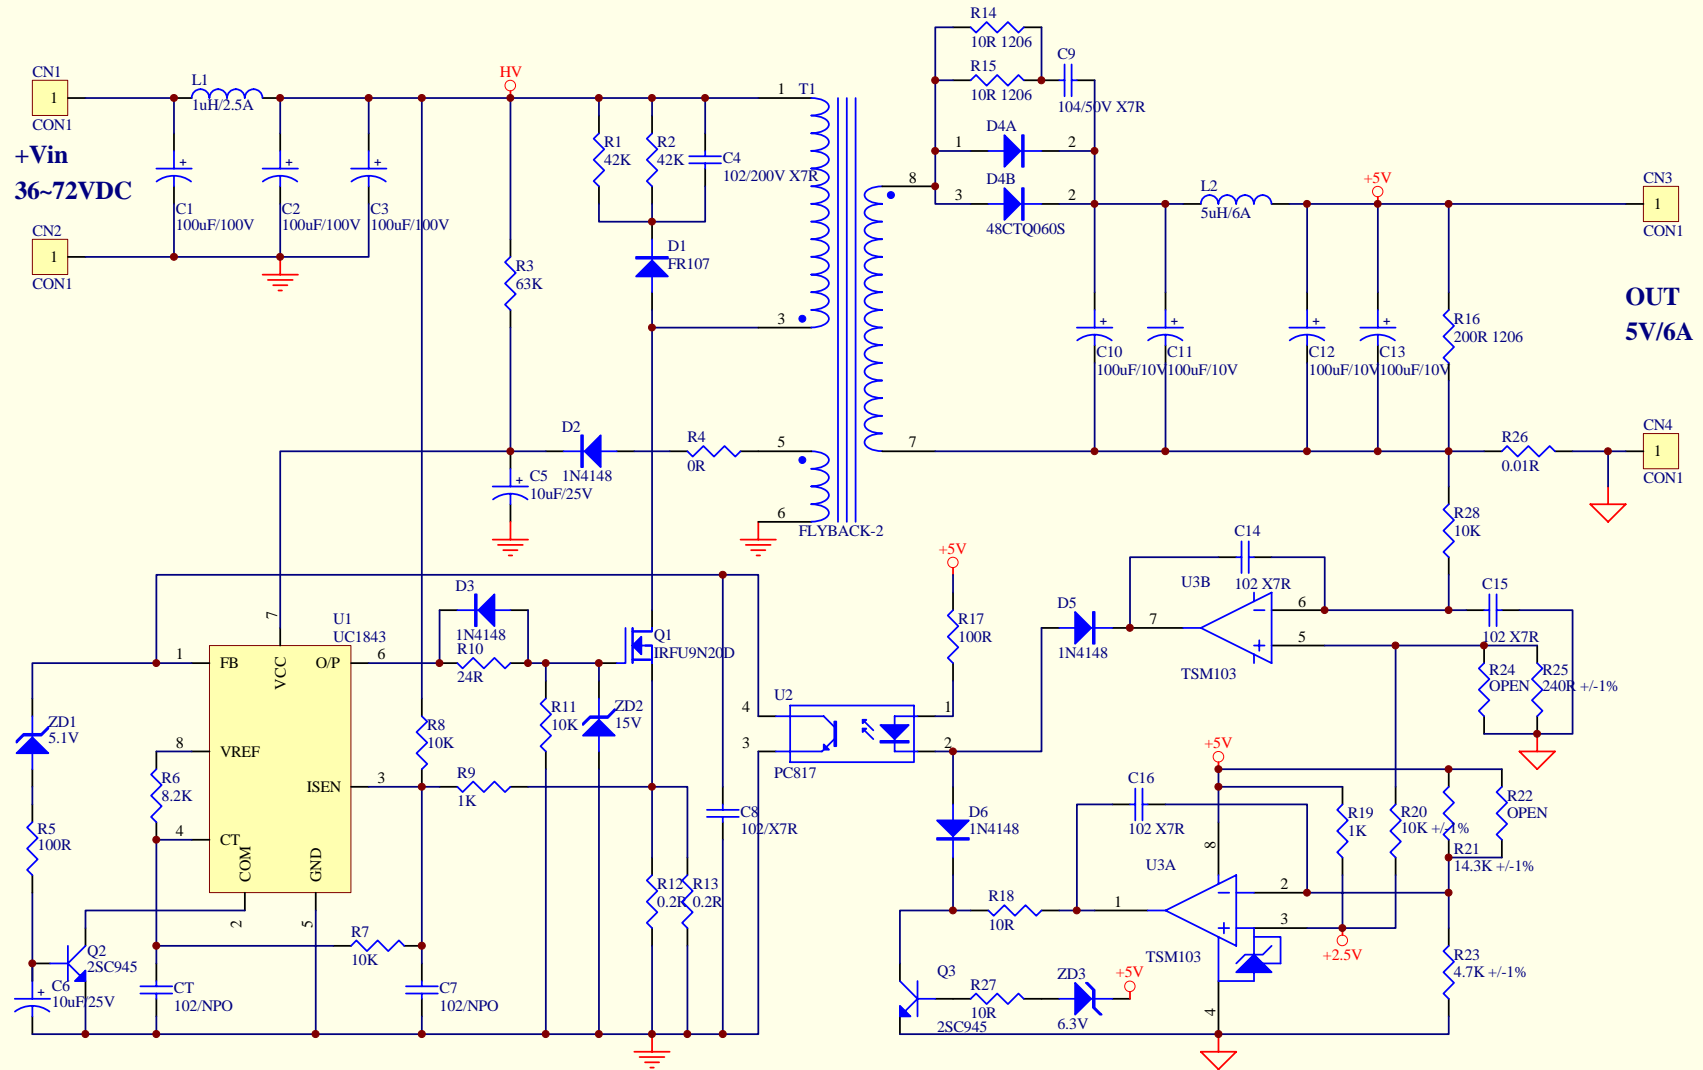 CN1
1
CON1
+Vin
36~72VDC
CN2
1
CON1
L1
1uH/2.5A
C1
100uF/100V
C2
100uF/100V
C3
100uF/100V
HV
R1
42K
R2
42K
C4
102/200V X7R
D1
FR107
R3
63K
D2
1N4148
R4
0R
C5
10uF/25V
1
T1
3
5
6
FLYBACK-2
8
7
R14
10R 1206
R15
10R 1206
C9
104/50V X7R
D4A
1
2
D4B
3
2
48CTQ060S
L2
5uH/6A
+5V
CN3
1
CON1
OUT
5V/6A
C10
100uF/10V
C11
100uF/10V
C12
100uF/10V
C13
100uF/10V
R16
200R 1206
R26
0.01R
CN4
1
CON1
R28
10K
C14
102 X7R
U3B
6
5
7
TSM103
C15
102 X7R
R24
OPEN
R25
240R +/-1%
D5
1N4148
+5V
R17
100R
U2
4
3
1
2
PC817
D3
1N4148
R10
24R
Q1
IRFU9N20D
R11
10K
ZD2
15V
U1
UC1843
7
VCC
1
FB
O/P
6
8
VREF
ISEN
3
4
CT
COM
GND
2
5
ZD1
5.1V
R6
8.2K
R5
100R
R8
10K
R9
1K
C8
102/X7R
R12
0.2R
R13
0.2R
Q2
2SC945
C6
10uF/25V
CT
102/NPO
R7
10K
C7
102/NPO
D6
1N4148
R18
10R
C16
102 X7R
U3A
1
2
3
8
4
TSM103
+5V
R19
1K
R20
10K +/-1%
R22
OPEN
R21
14.3K +/-1%
+2.5V
R23
4.7K +/-1%
Q3
2SC945
R27
10R
ZD3
6.3V
+5V